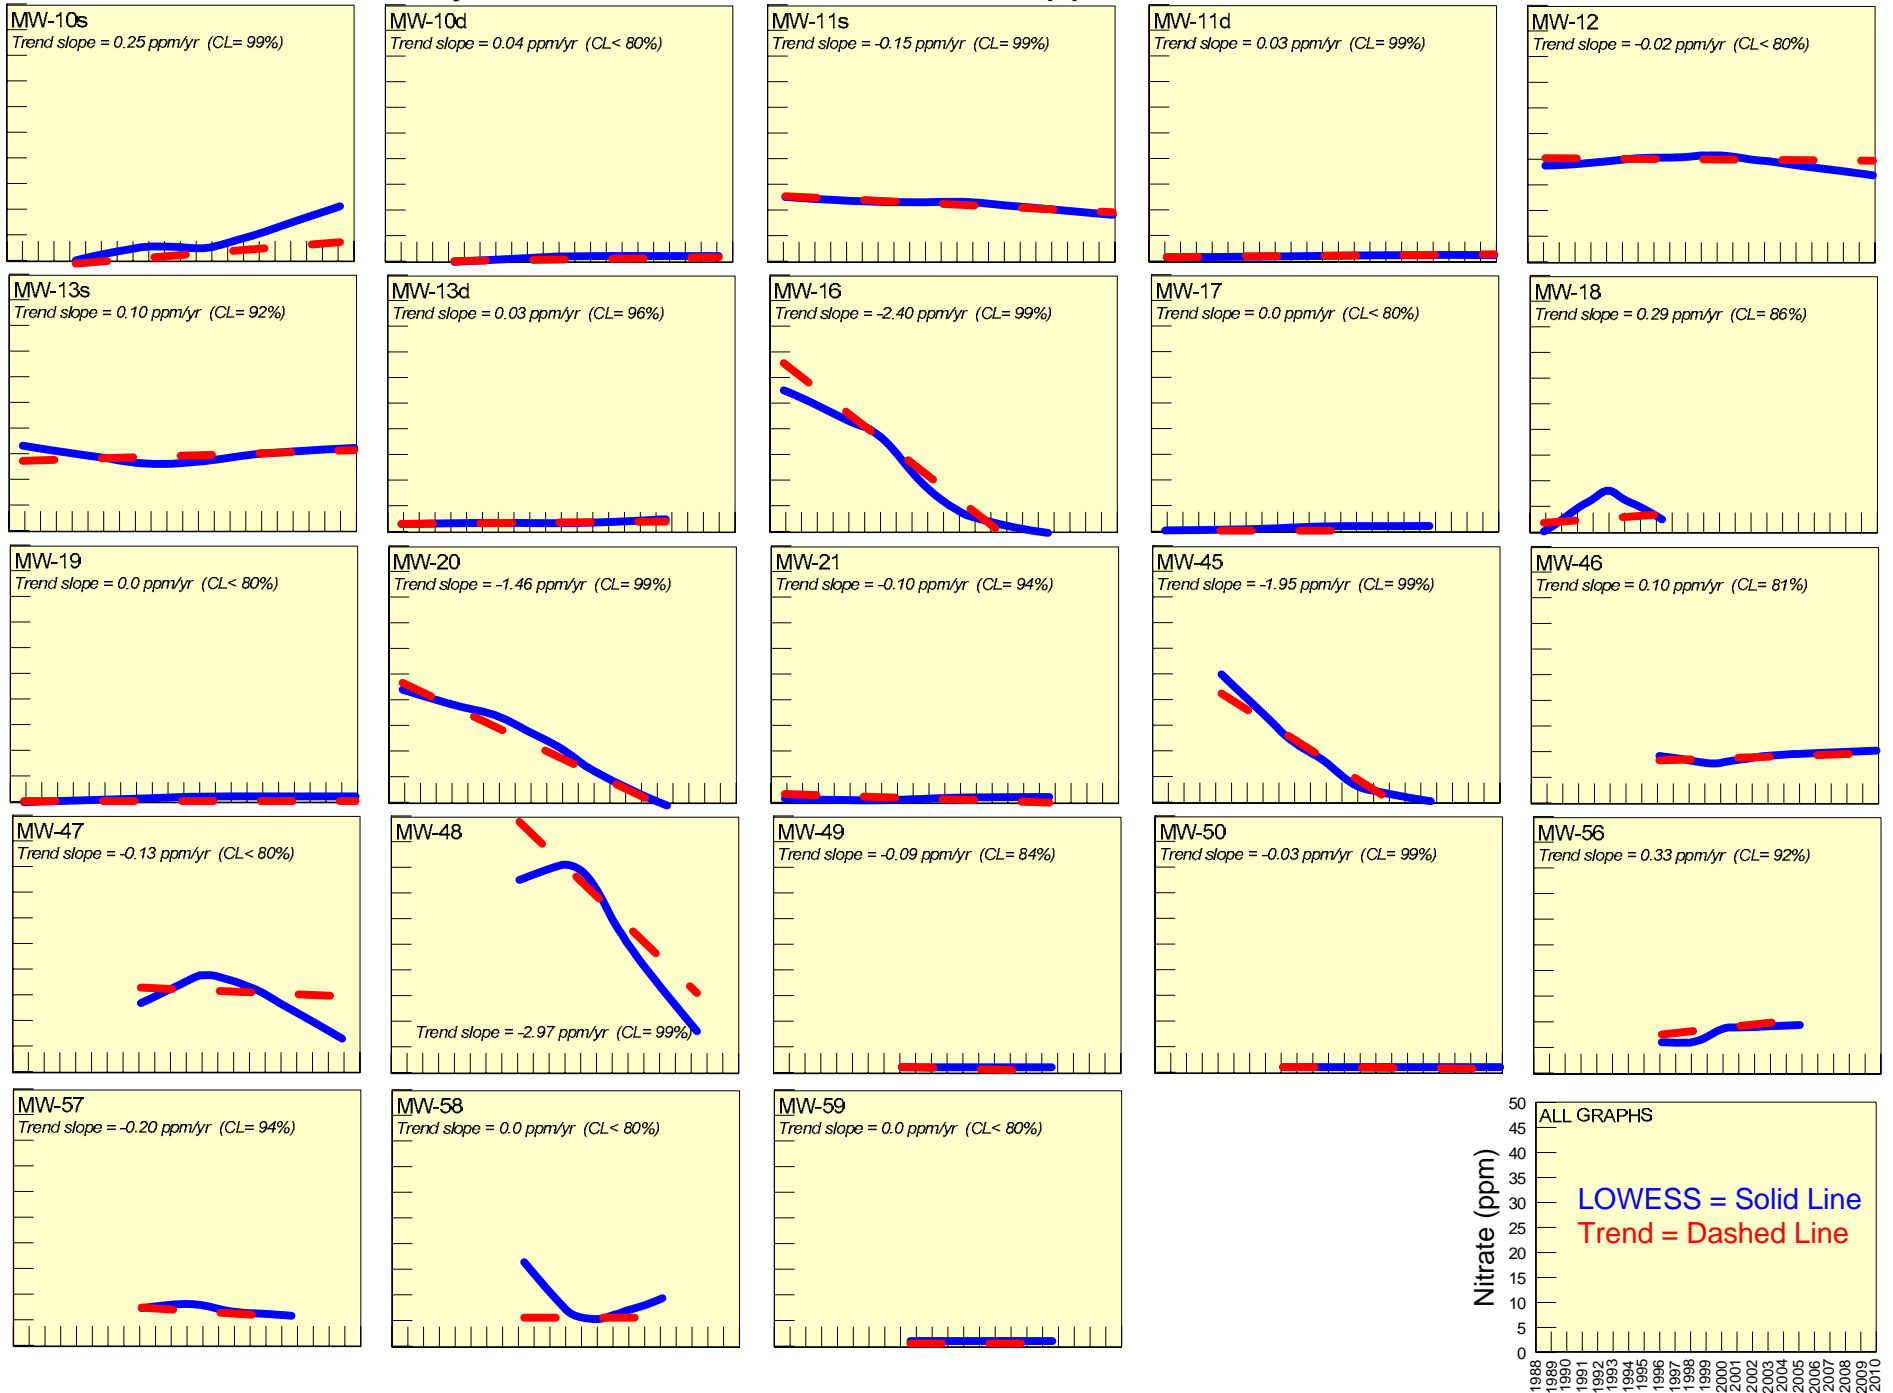 MW-10s
Trend slope = 0.25 ppm/yr (CL= 99%)
MW-10d
Trend slope = 0.04 ppm/yr (CL< 80%)
MW-11s
Trend slope = -0.15 ppm/yr (CL= 99%)
MW-11d
Trend slope = 0.03 ppm/yr (CL= 99%)
MW-12
Trend slope = -0.02 ppm/yr (CL< 80%)
MW-13s
Trend slope = 0.10 ppm/yr (CL= 92%)
MW-13d
Trend slope = 0.03 ppm/yr (CL= 96%)
MW-16
Trend slope = -2.40 ppm/yr (CL= 99%)
MW-17
Trend slope = 0.0 ppm/yr (CL< 80%)
MW-18
Trend slope = 0.29 ppm/yr (CL= 86%)
MW-19
Trend slope = 0.0 ppm/yr (CL< 80%)
MW-20
Trend slope = -1.46 ppm/yr (CL= 99%)
MW-21
Trend slope = -0.10 ppm/yr (CL= 94%)
MW-45
Trend slope = -1.95 ppm/yr (CL= 99%)
MW-46
Trend slope = 0.10 ppm/yr (CL= 81%)
MW-47
Trend slope = -0.13 ppm/yr (CL< 80%)
MW-48
Trend slope = -2.97 ppm/yr (CL= 99%)
MW-49
Trend slope = -0.09 ppm/yr (CL= 84%)
MW-50
Trend slope = -0.03 ppm/yr (CL= 99%)
MW-56
Trend slope = 0.33 ppm/yr (CL= 92%)
MW-57
Trend slope = -0.20 ppm/yr (CL= 94%)
MW-58
Trend slope = 0.0 ppm/yr (CL< 80%)
MW-59
Trend slope = 0.0 ppm/yr (CL< 80%)
ALL GRAPHS
LOWESS = Solid Line
Trend = Dashed Line
Nitrate (ppm)
50
45
40
35
30
25
20
15
10
5
0
1988
1989
1990
1991
1992
1993
1994
1995
1996
1997
1998
1999
2000
2001
2002
2003
2004
2005
2006
2007
2008
2009
2010